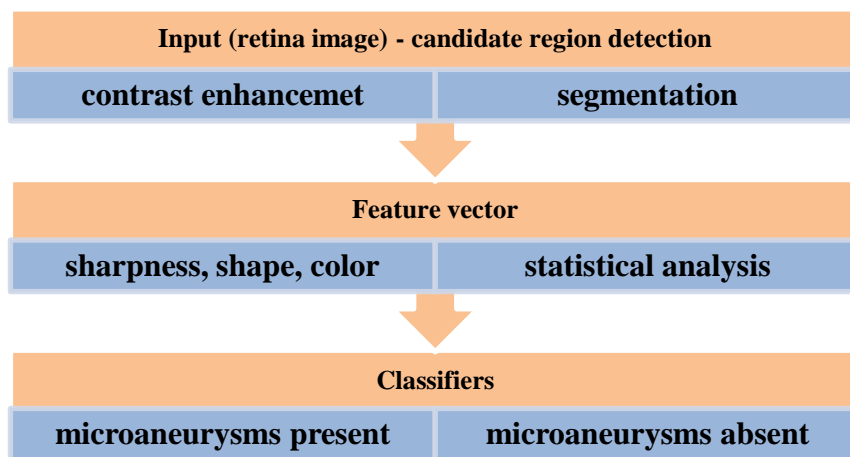 Input (retina image) - candidate region detection
contrast enhancemet
segmentation
Feature vector
sharpness, shape, color
statistical analysis
Classifiers
microaneurysms present
microaneurysms absent